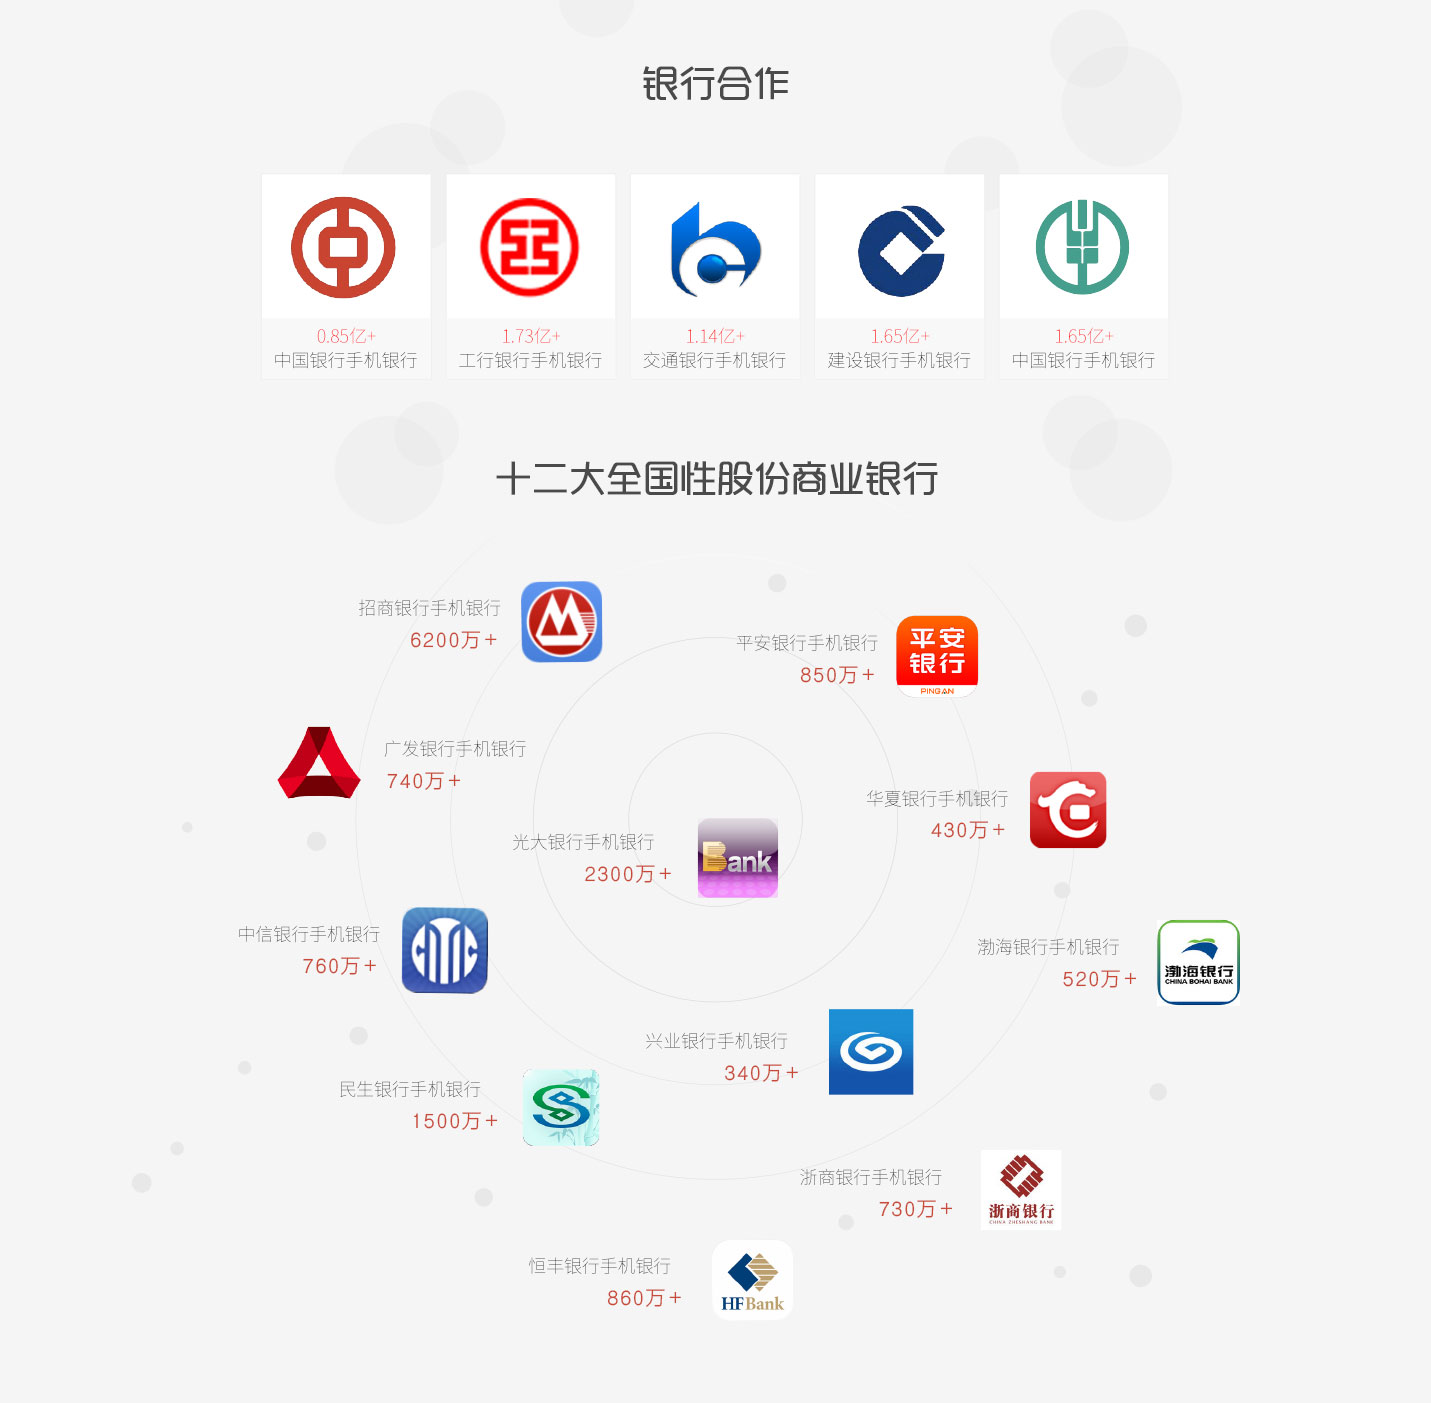 银行合作
0.85亿+
中国银行手机银行
1.73亿+
工行银行手机银行
1.14亿+
交通银行手机银行
1.65亿+
建设银行手机银行
1.65亿+
中国银行手机银行
十二大全国性股份商业银行
招商银行手机银行
6200万+
平安银行手机银行
850万+
平安
银行
PINGAN
广发银行手机银行
740万+
华夏银行手机银行
430万+
光大银行手机银行
2300万+
Bank
中信银行手机银行
760万+
CITIC
渤海银行手机银行
520万+
渤海银行
CHINA BOHAI BANK
兴业银行手机银行
340万+
民生银行手机银行
1500万+
浙商银行手机银行
730万+
浙商银行
CHINA ZHESHANG BANK
恒丰银行手机银行
860万+
HFBank